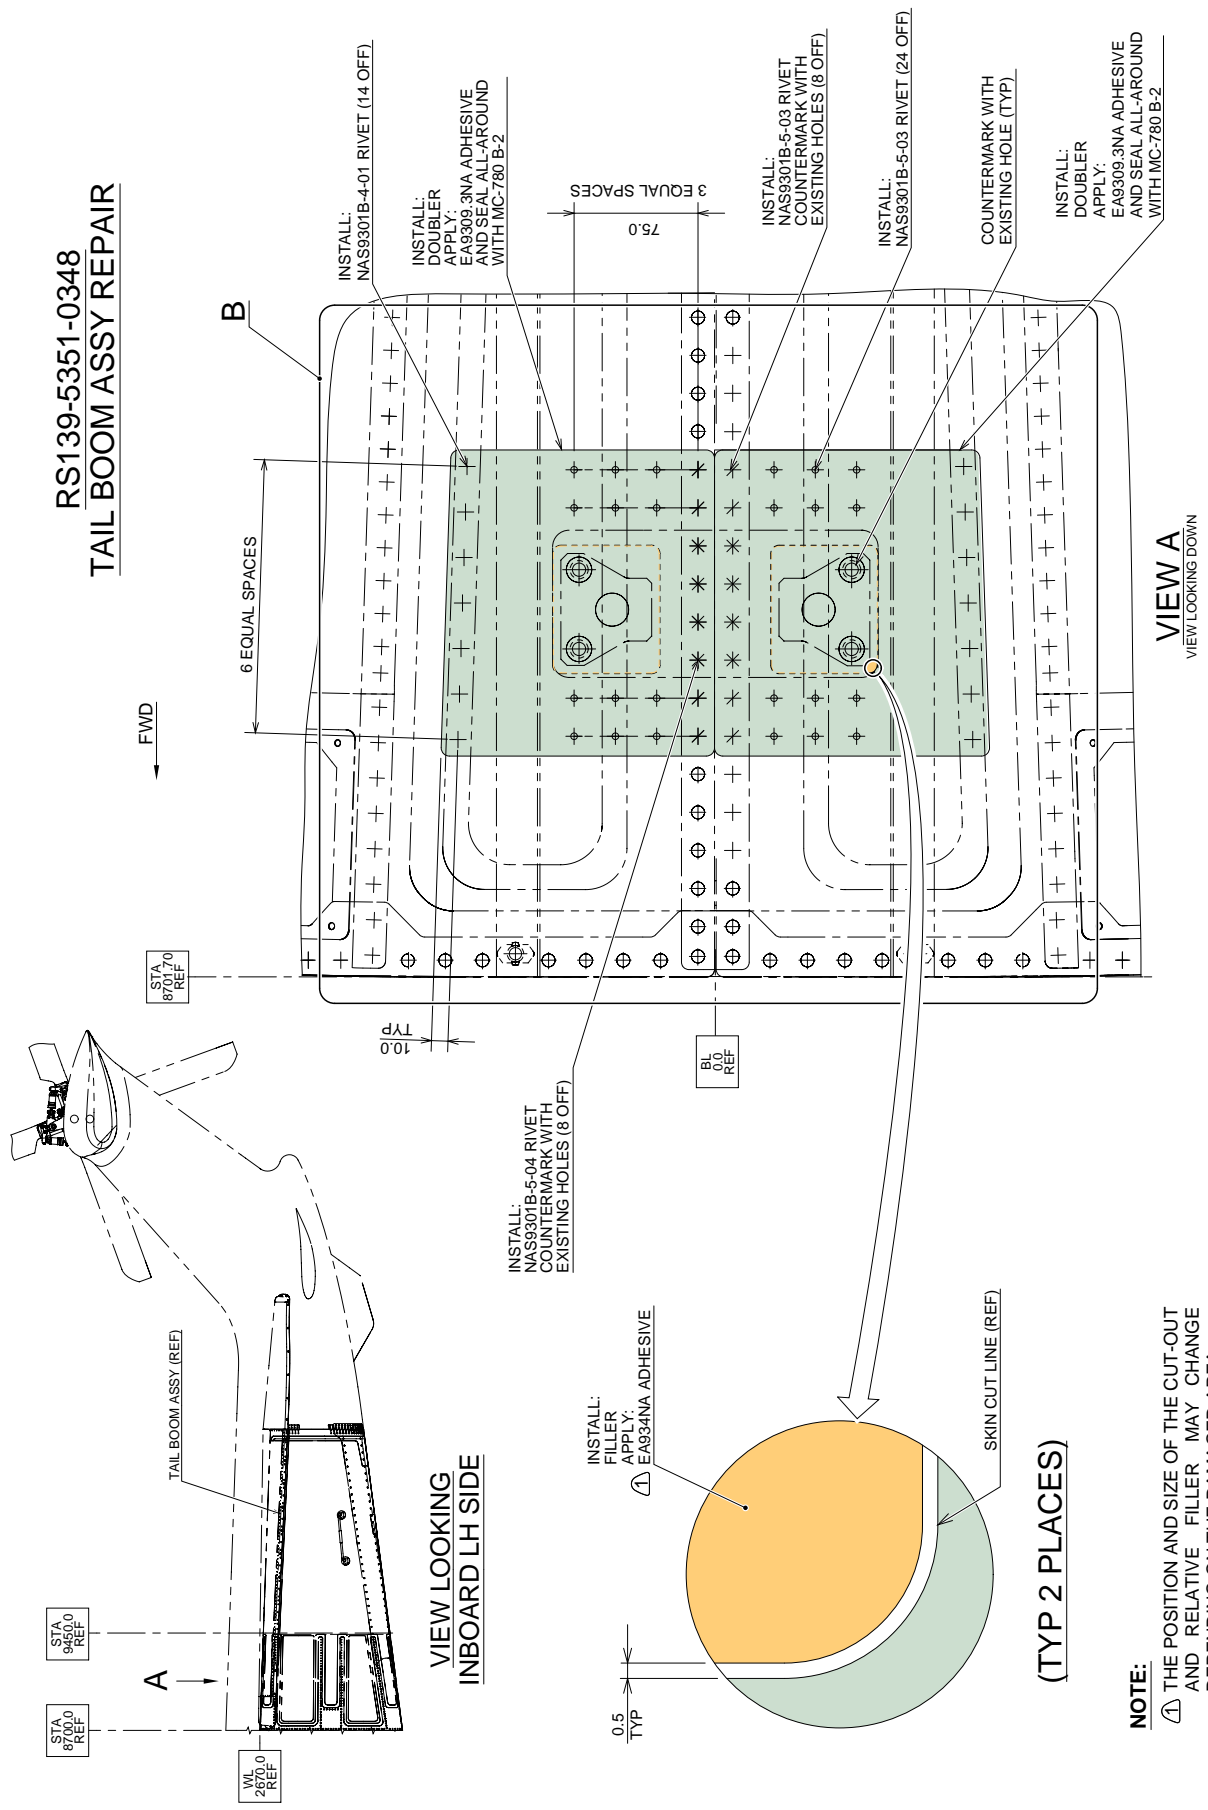 RS139-5351-0348
TAIL BOOM ASSY REPAIR
STA
8700.0
REF
STA
9450.0
REF
WL
2670.0
REF
A
TAIL BOOM ASSY (REF)
VIEW LOOKING
INBOARD LH SIDE
STA
8701.70
REF
FWD
6 EQUAL SPACES
B
10.0
TYP
BL
0.0
REF
INSTALL:
NAS9301B-4-01 RIVET (14 OFF)
INSTALL:
DOUBLER
APPLY:
EA9309.3NA ADHESIVE
AND SEAL ALL-AROUND
WITH MC-780 B-2
75.0
3 EQUAL SPACES
INSTALL:
NAS9301B-5-03 RIVET
COUNTERMARK WITH
EXISTING HOLES (8 OFF)
INSTALL:
NAS9301B-5-03 RIVET (24 OFF)
COUNTERMARK WITH
EXISTING HOLE (TYP)
INSTALL:
DOUBLER
APPLY:
EA9309.3NA ADHESIVE
AND SEAL ALL-AROUND
WITH MC-780 B-2
INSTALL:
NAS9301B-5-04 RIVET
COUNTERMARK WITH
EXISTING HOLES (8 OFF)
VIEW A
VIEW LOOKING DOWN
INSTALL:
FILLER
APPLY:
1 EA934NA ADHESIVE
0.5
TYP
SKIN CUT LINE (REF)
(TYP 2 PLACES)
NOTE:
1 THE POSITION AND SIZE OF THE CUT-OUT
AND RELATIVE FILLER MAY CHANGE